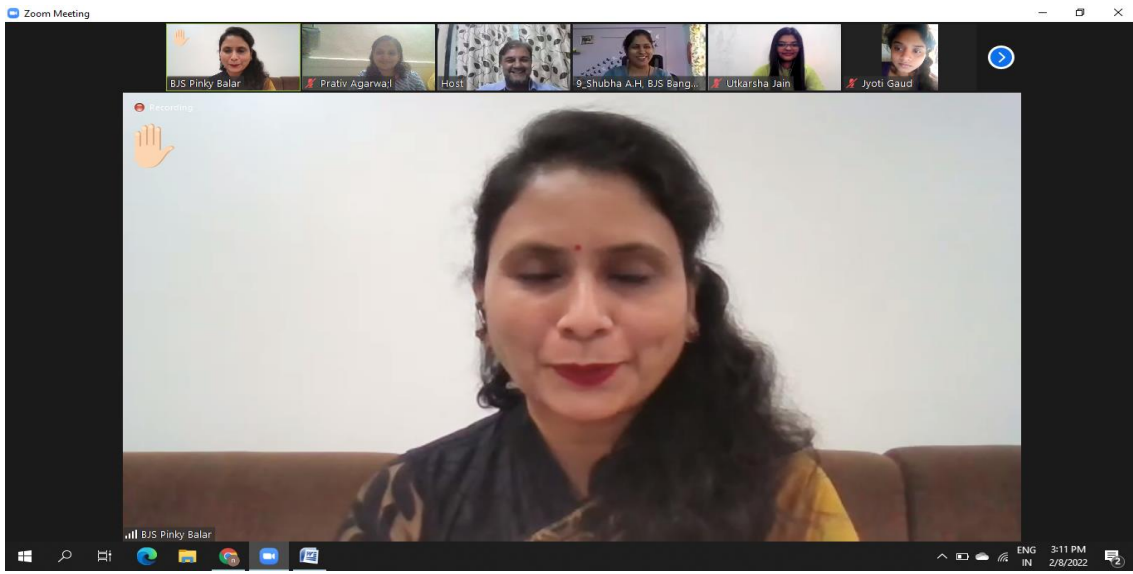 Zoom Meeting
BJS Pinky Balar
Prativ Agarwa;l
Host
9_Shubha A.H, BJS Bang...
Utkarsha Jain
Jyoti Gaud
Recording
BJS Pinky Balar
ENG
IN
3:11 PM
2/8/2022
2